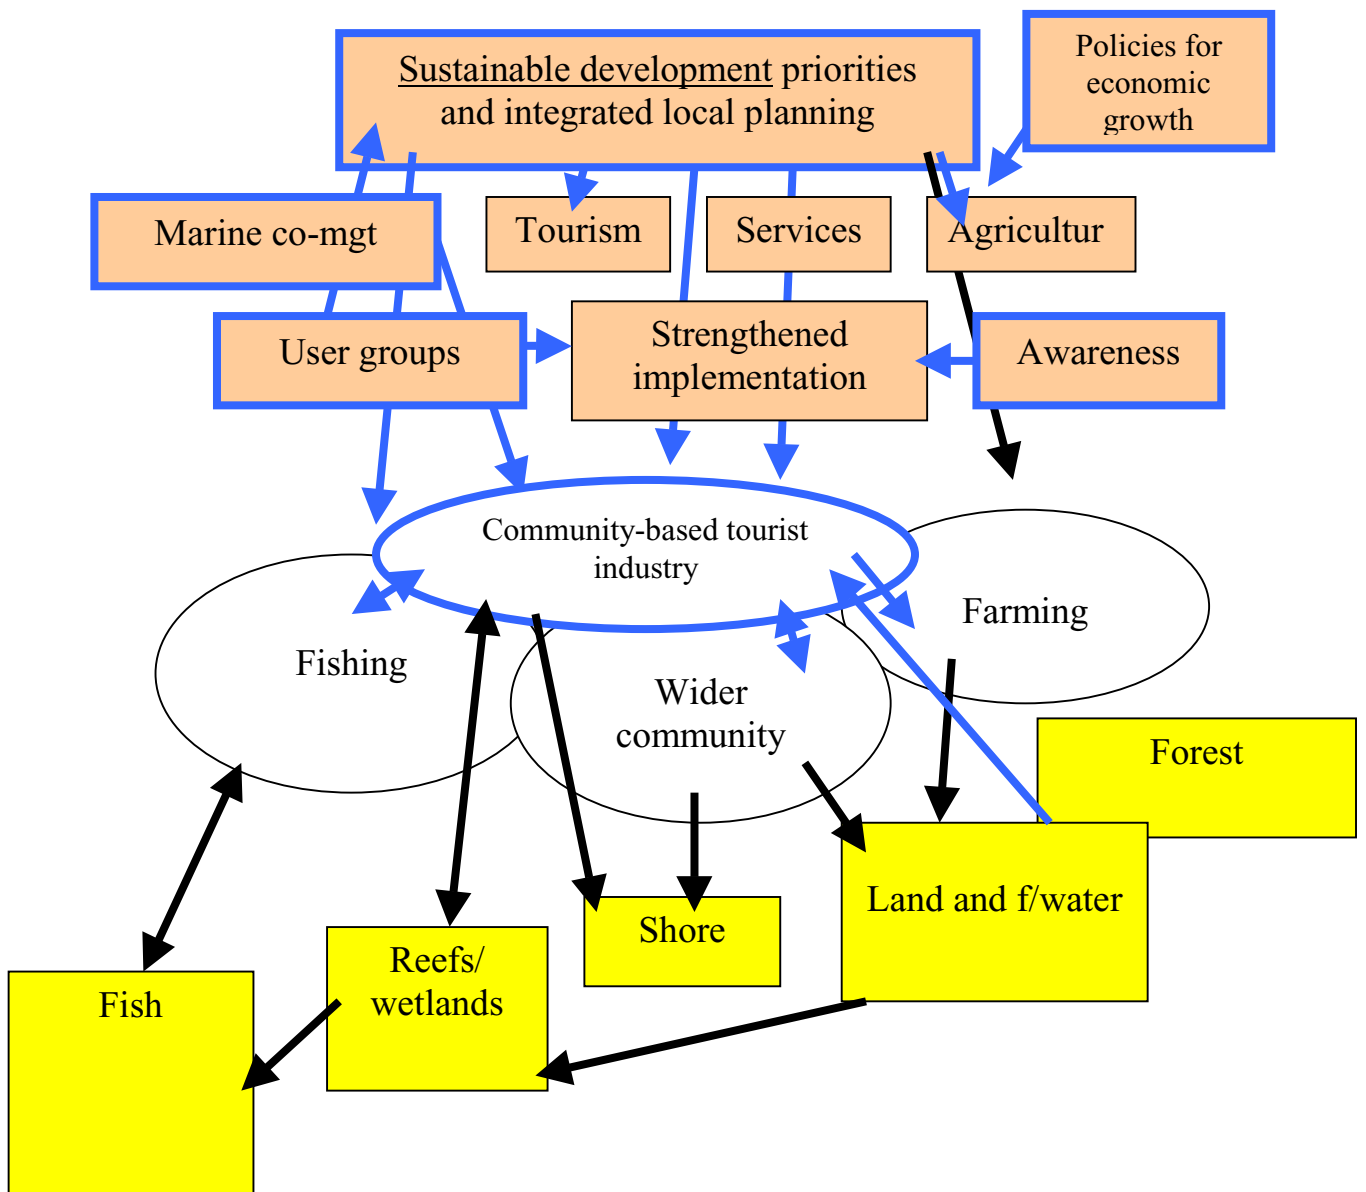 Sustainable development priorities
and integrated local planning
Policies for
economic
growth
Marine co-mgt
Tourism
Services
Agricultur
User groups
Strengthened
implementation
Awareness
Community-based tourist
industry
Fishing
Wider
community
Farming
Forest
Land and f/water
Shore
Reefs/
wetlands
Fish